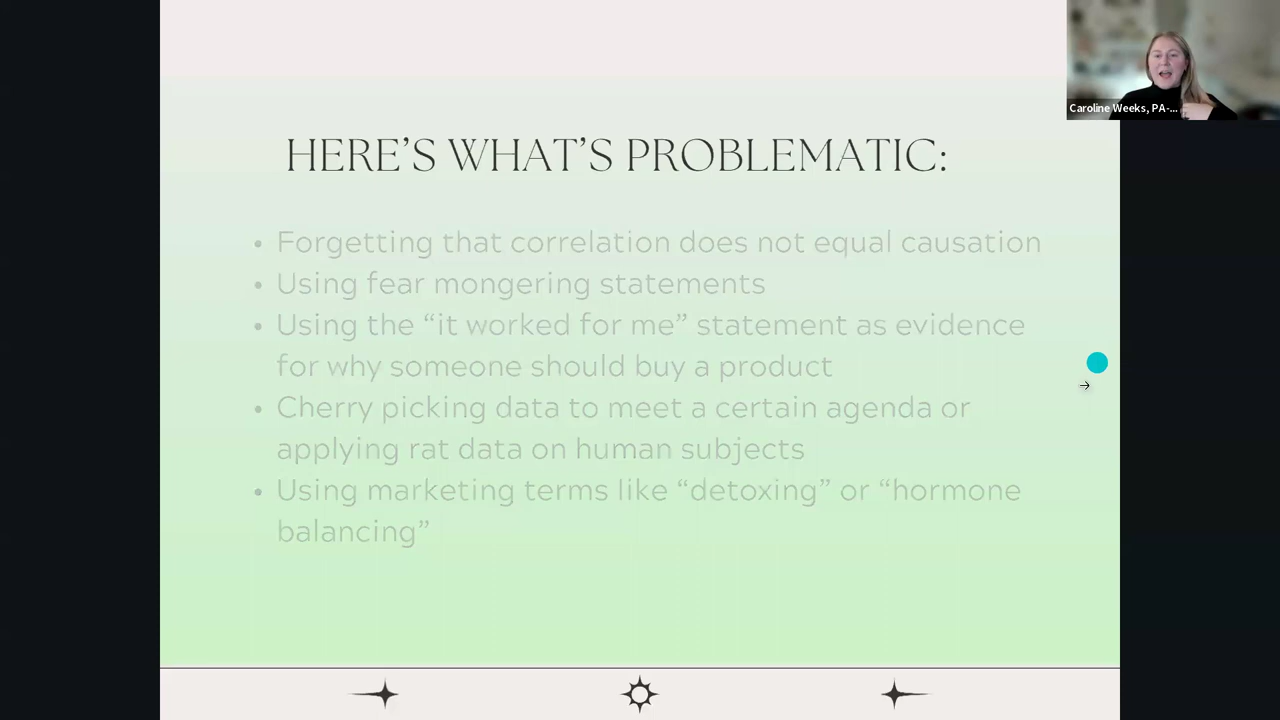 Caroline Weeks, PA-...
HERE’S WHAT’S PROBLEMATIC:
• Forgetting that correlation does not equal causation
• Using fear mongering statements
• Using the “it worked for me” statement as evidence
for why someone should buy a product
• Cherry picking data to meet a certain agenda or
applying rat data on human subjects
• Using marketing terms like “detoxing” or “hormone
balancing”